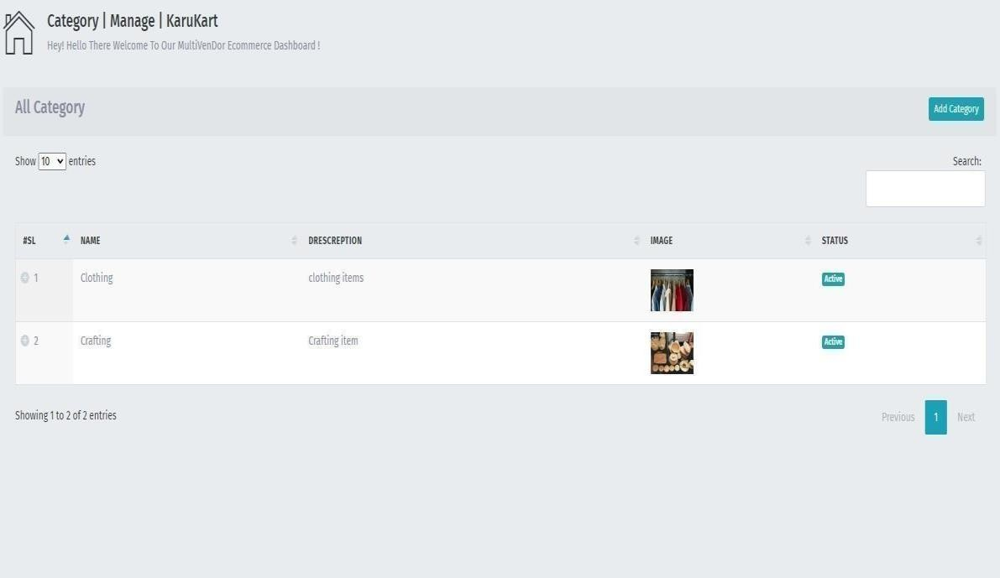 Category | Manage | KaruKart
Hey! Hello There Welcome To Our MultiVenDor Ecommerce Dashboard !
All Category
Add Category
Show 10 entries
Search:
#SL NAME DRESCREPTION IMAGE STATUS
1 Clothing clothing items Active
2 Crafting Crafting item Active
Showing 1 to 2 of 2 entries
Previous 1 Next